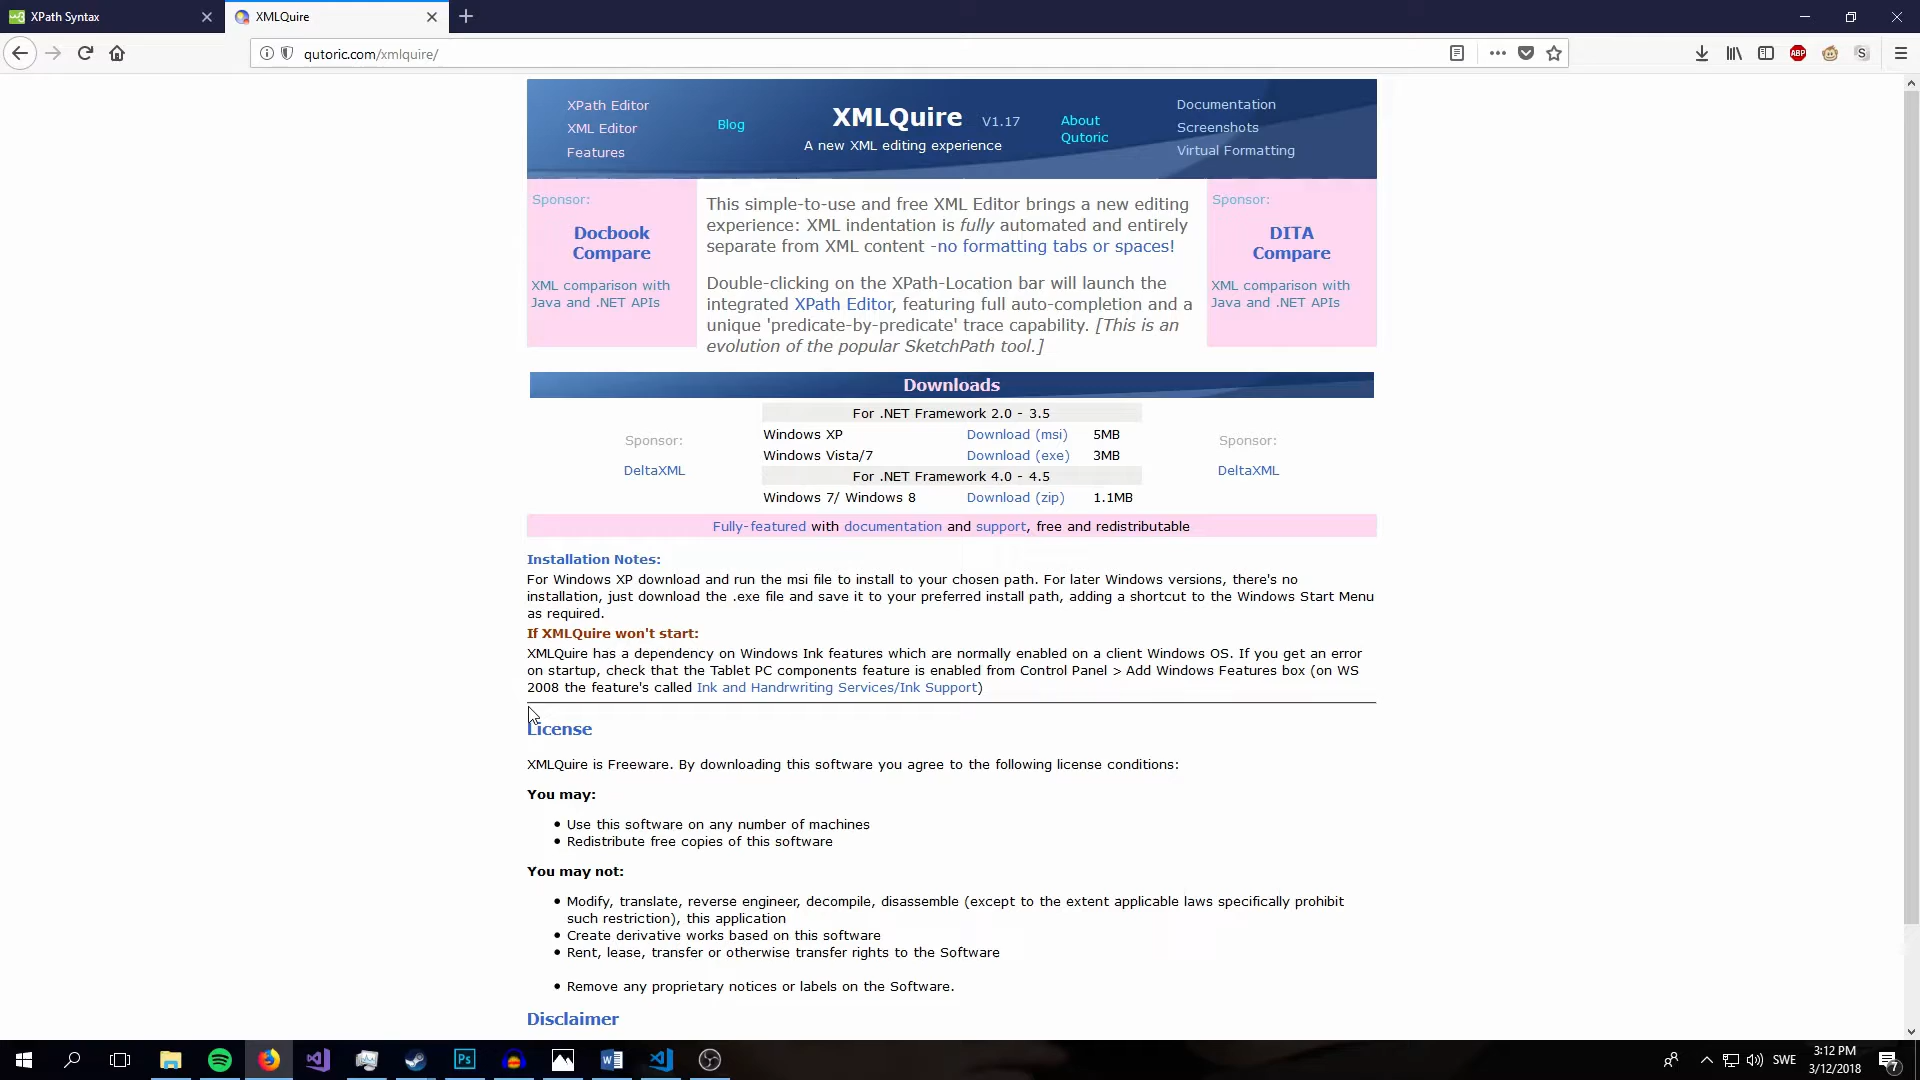 XPath Syntax
XMLQuire
qutoric.com/xmlquire/
ABP
S
XPath Editor
XML Editor
Features
Blog
XMLQuire V1.17
A new XML editing experience
About
Qutoric
Documentation
Screenshots
Virtual Formatting
Sponsor:
Docbook
Compare
XML comparison with
Java and .NET APIs
This simple-to-use and free XML Editor brings a new editing
experience: XML indentation is fully automated and entirely
separate from XML content -no formatting tabs or spaces!
Double-clicking on the XPath-Location bar will launch the
integrated XPath Editor, featuring full auto-completion and a
unique 'predicate-by-predicate' trace capability. [This is an
evolution of the popular SketchPath tool.]
Sponsor:
DITA
Compare
XML comparison with
Java and .NET APIs
Downloads
Sponsor:
DeltaXML
For .NET Framework 2.0 - 3.5
Windows XP Download (msi) 5MB
Windows Vista/7 Download (exe) 3MB
For .NET Framework 4.0 - 4.5
Windows 7/ Windows 8 Download (zip) 1.1MB
Sponsor:
DeltaXML
Fully-featured with documentation and support, free and redistributable
Installation Notes:
For Windows XP download and run the msi file to install to your chosen path. For later Windows versions, there's no
installation, just download the .exe file and save it to your preferred install path, adding a shortcut to the Windows Start Menu
as required.
If XMLQuire won't start:
XMLQuire has a dependency on Windows Ink features which are normally enabled on a client Windows OS. If you get an error
on startup, check that the Tablet PC components feature is enabled from Control Panel > Add Windows Features box (on WS
2008 the feature's called Ink and Handrwriting Services/Ink Support)
License
XMLQuire is Freeware. By downloading this software you agree to the following license conditions:
You may:
• Use this software on any number of machines
• Redistribute free copies of this software
You may not:
• Modify, translate, reverse engineer, decompile, disassemble (except to the extent applicable laws specifically prohibit
such restriction), this application
• Create derivative works based on this software
• Rent, lease, transfer or otherwise transfer rights to the Software
• Remove any proprietary notices or labels on the Software.
Disclaimer
Ps
SWE
3:12 PM
3/12/2018
7